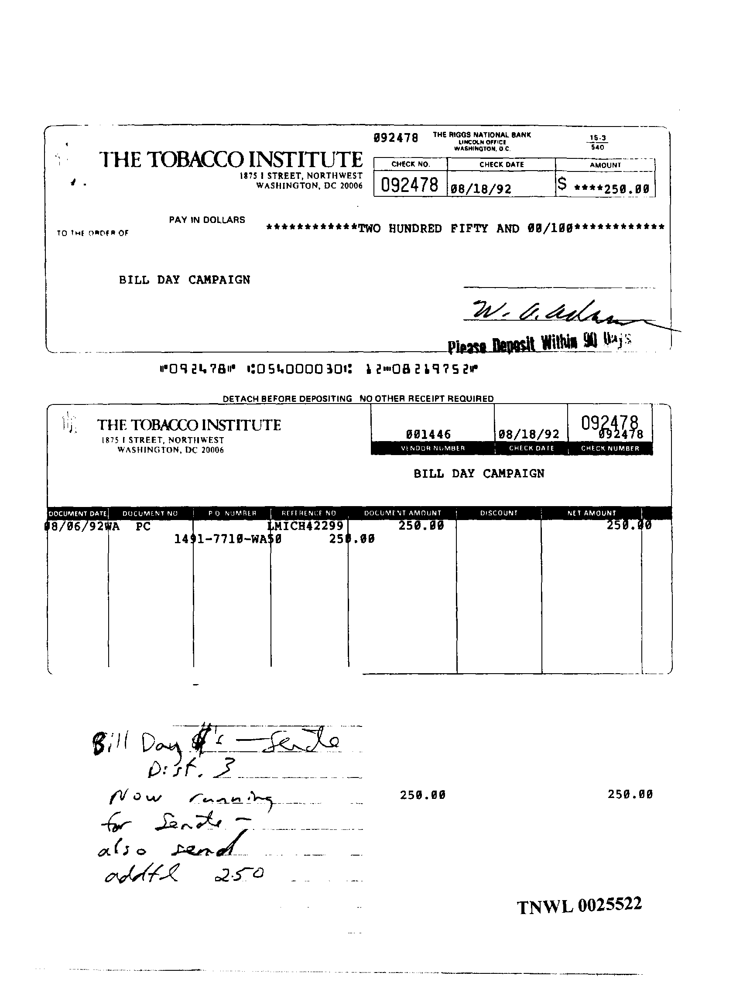 092478 THE RIGGS NATIONAL BANK 15-3
LINCOLN OFFICE 540
WASHINGTON, D.C.
THE TOBACCO INSTITUTE
1875 I STREET, NORTHWEST
WASHINGTON, DC 20006
CHECK NO. CHECK DATE AMOUNT
092478 08/18/92 $ ****250.00
PAY IN DOLLARS ************TWO HUNDRED FIFTY AND 00/100************
TO THE ORDER OF
BILL DAY CAMPAIGN
W. A. Adams
Please Deposit Within 90 Days
⑈092478⑈ ⑆054000030⑆ 12⑉08219752⑈
DETACH BEFORE DEPOSITING NO OTHER RECEIPT REQUIRED
THE TOBACCO INSTITUTE
1875 I STREET, NORTHWEST
WASHINGTON, DC 20006
092478
001446 08/18/92 092478
VENDOR NUMBER CHECK DATE CHECK NUMBER
BILL DAY CAMPAIGN
DOCUMENT DATE DOCUMENT NO P O NUMBER REFERENCE NO DOCUMENT AMOUNT DISCOUNT NET AMOUNT
08/06/92WA PC LMICH42299 250.00 250.00
1491-7710-WAS0 250.00
Bill Day #'s - Senate
Dist. 3
Now running 250.00 250.00
for Senate -
also send
addtl 250
TNWL 0025522